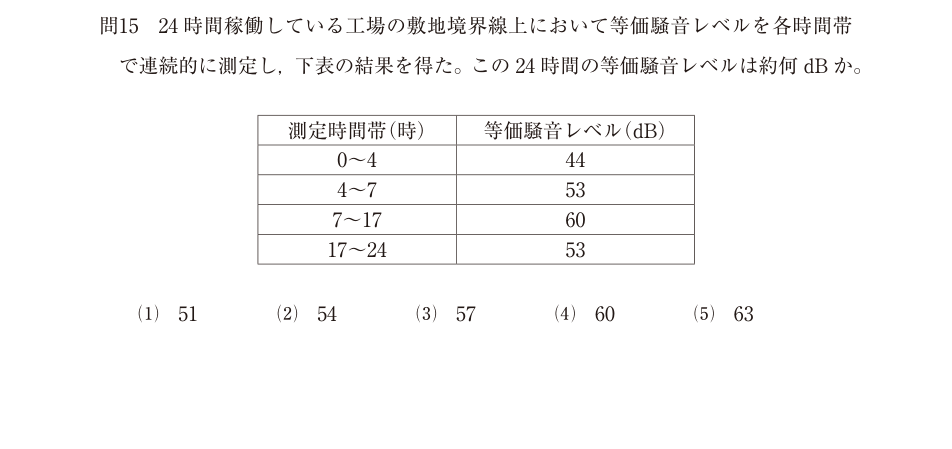 問15 24時間稼働している工場の敷地境界線上において等価騒音レベルを各時間帯
で連続的に測定し，下表の結果を得た。この24時間の等価騒音レベルは約何 dB か。
測定時間帯(時) 等価騒音レベル(dB)
0～4 44
4～7 53
7～17 60
17～24 53
(1) 51 (2) 54 (3) 57 (4) 60 (5) 63